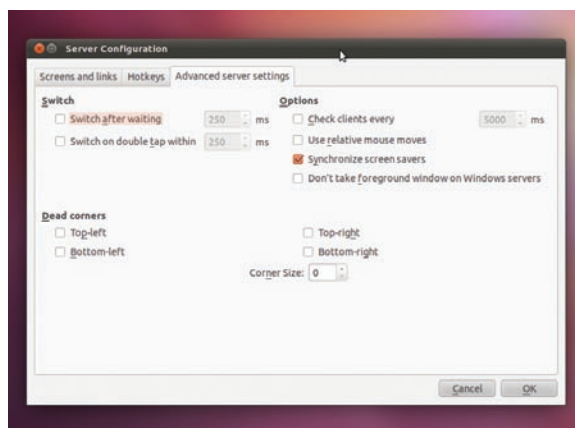 Server Configuration
Screens and links Hotkeys Advanced server settings
Switch
Switch after waiting 250 ms
Switch on double tap within 250 ms
Options
Check clients every 5000 ms
Use relative mouse moves
Synchronize screen savers
Don't take foreground window on Windows servers
Dead corners
Top-left Top-right
Bottom-left Bottom-right
Corner Size: 0
Cancel OK